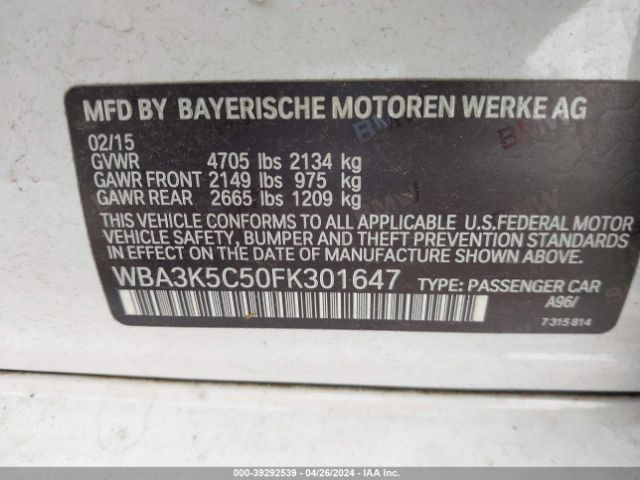 MFD BY BAYERISCHE MOTOREN WERKE AG
02/15
GVWR 4705 lbs 2134 kg
GAWR FRONT 2149 lbs 975 kg
GAWR REAR 2665 lbs 1209 kg
THIS VEHICLE CONFORMS TO ALL APPLICABLE U.S.FEDERAL MOTOR
VEHICLE SAFETY, BUMPER AND THEFT PREVENTION STANDARDS
IN EFFECT ON THE DATE OF MANUFACTURE SHOWN ABOVE.
WBA3K5C50FK301647 TYPE: PASSENGER CAR
A96/
7315814
000-39292539 - 04/26/2024 - IAA Inc.